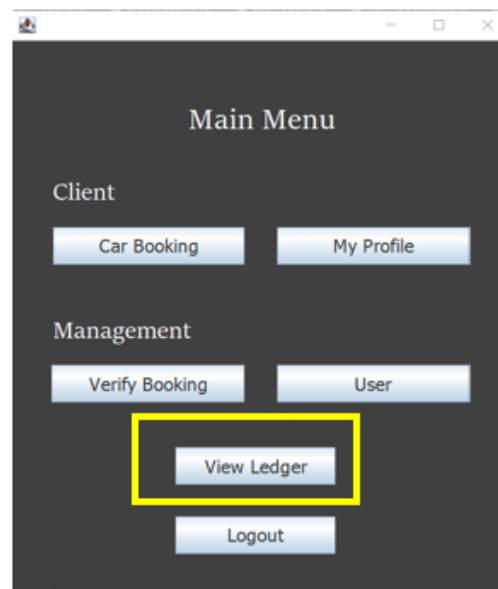 Main Menu
Client
Car Booking My Profile
Management
Verify Booking User
View Ledger
Logout